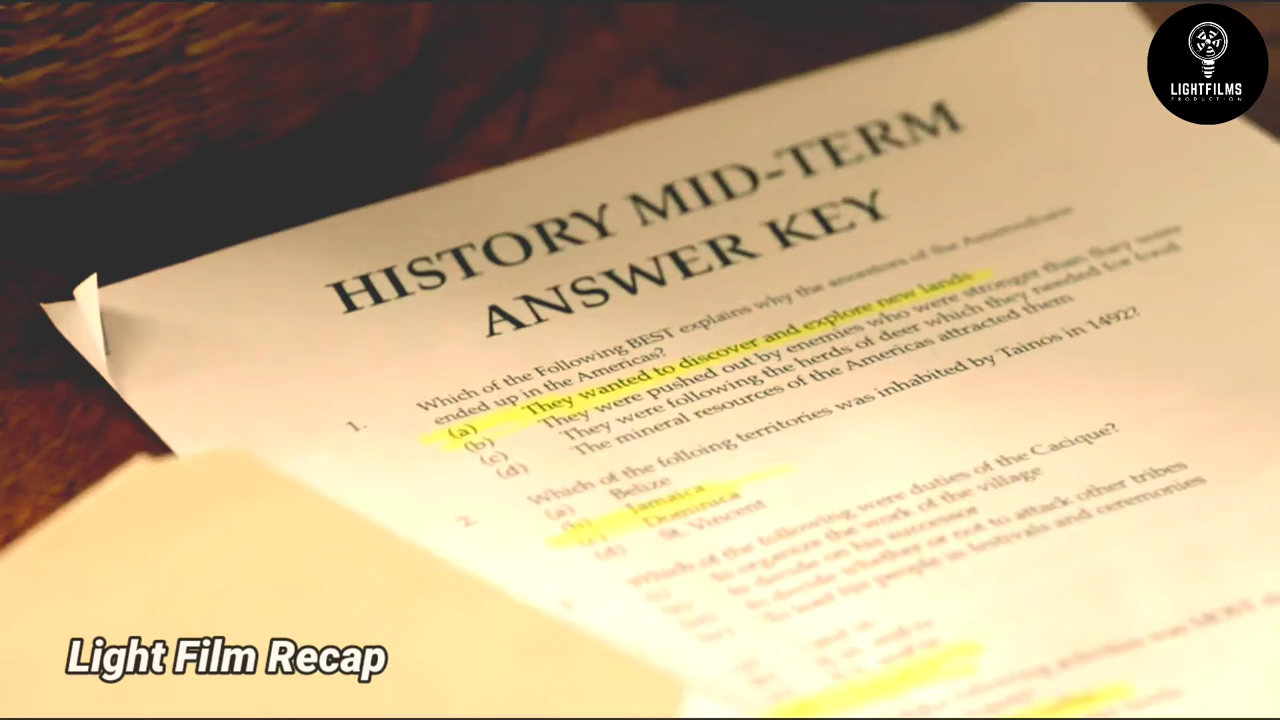 LIGHTFILMS
PRODUCTION
HISTORY MID-TERM
ANSWER KEY
1. Which of the Following BEST explains why the ancestors of the Amerindians
ended up in the Americas?
(a) They wanted to discover and explore new lands
(b) They were pushed out by enemies who were stronger than they were
(c) They were following the herds of deer which they needed for food
(d) The mineral resources of the Americas attracted them
2. Which of the folloing territories was inhabited by Tainos in 1492?
(a) Belize
(b) Jamaica
(c) Dominica
(d) St. Vincent
Which of the following were duties of the Cacique?
to organize the work of the village
to decide on his successor
to decide whether or not to attack other tribes
To lead his people in festivals and ceremonies
Light Film Recap